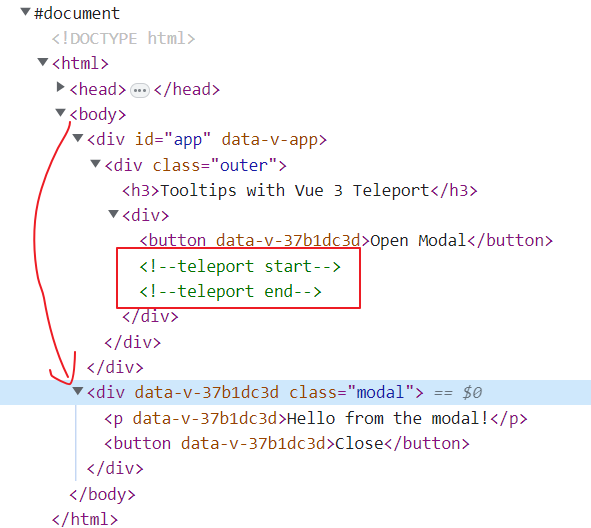 #document
<!DOCTYPE html>
<html>
<head> ••• </head>
<body>
<div id="app" data-v-app>
<div class="outer">
<h3>Tooltips with Vue 3 Teleport</h3>
<div>
<button data-v-37b1dc3d>Open Modal</button>
<!--teleport start-->
<!--teleport end-->
</div>
</div>
</div>
<div data-v-37b1dc3d class="modal"> == $0
<p data-v-37b1dc3d>Hello from the modal!</p>
<button data-v-37b1dc3d>Close</button>
</div>
</body>
</html>